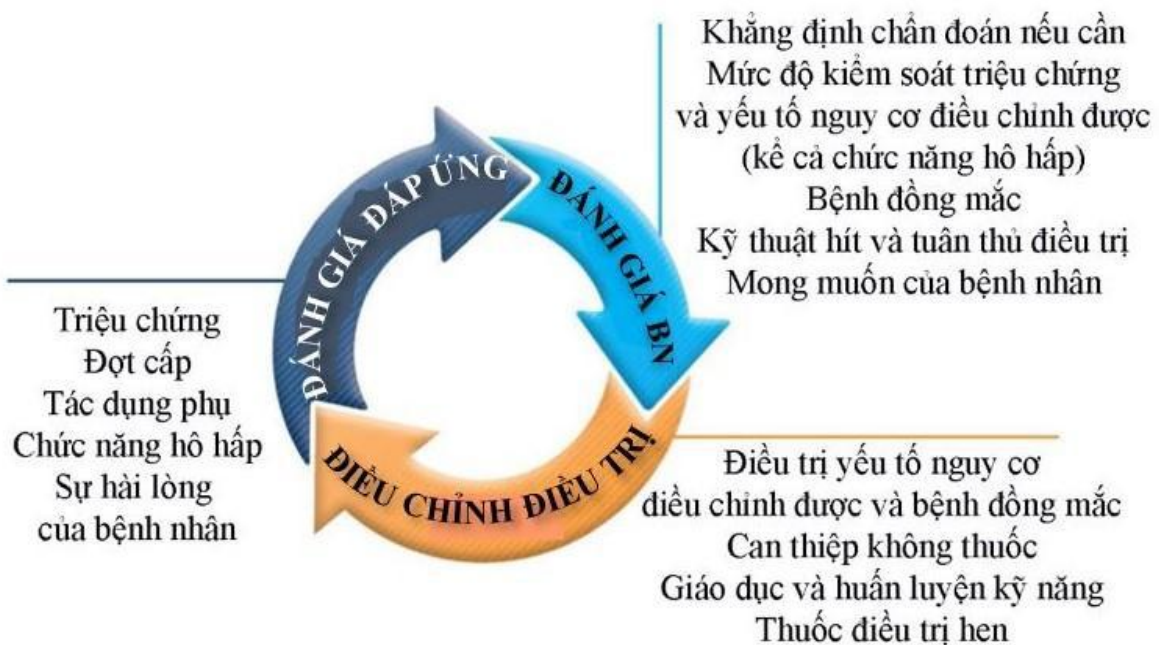 Khẳng định chẩn đoán nếu cần
Mức độ kiểm soát triệu chứng
và yếu tố nguy cơ điều chỉnh được
(kể cả chức năng hô hấp)
Bệnh đồng mắc
Kỹ thuật hít và tuân thủ điều trị
Mong muốn của bệnh nhân
ĐÁNH GIÁ ĐÁP ỨNG
ĐÁNH GIÁ BN
ĐIỀU CHỈNH ĐIỀU TRỊ
Triệu chứng
Đợt cấp
Tác dụng phụ
Chức năng hô hấp
Sự hài lòng
của bệnh nhân
Điều trị yếu tố nguy cơ
điều chỉnh được và bệnh đồng mắc
Can thiệp không thuốc
Giáo dục và huấn luyện kỹ năng
Thuốc điều trị hen